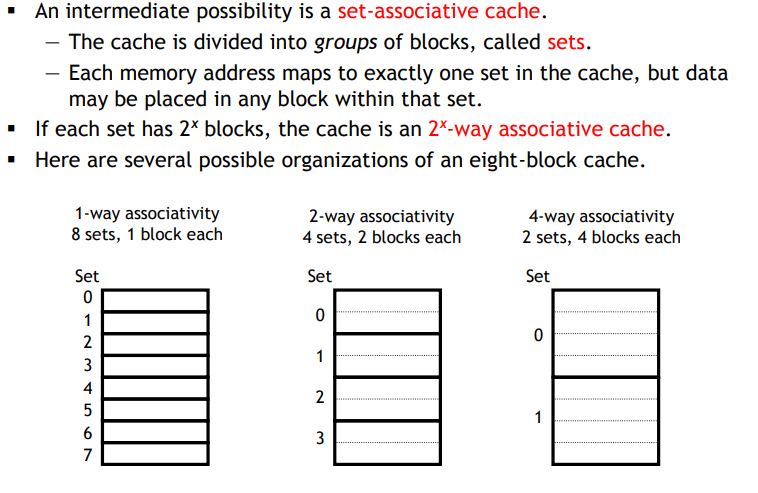 ▪ An intermediate possibility is a set-associative cache.
– The cache is divided into groups of blocks, called sets.
– Each memory address maps to exactly one set in the cache, but data
may be placed in any block within that set.
▪ If each set has 2ˣ blocks, the cache is an 2ˣ-way associative cache.
▪ Here are several possible organizations of an eight-block cache.
1-way associativity
8 sets, 1 block each
Set
0
1
2
3
4
5
6
7
2-way associativity
4 sets, 2 blocks each
Set
0
1
2
3
4-way associativity
2 sets, 4 blocks each
Set
0
1